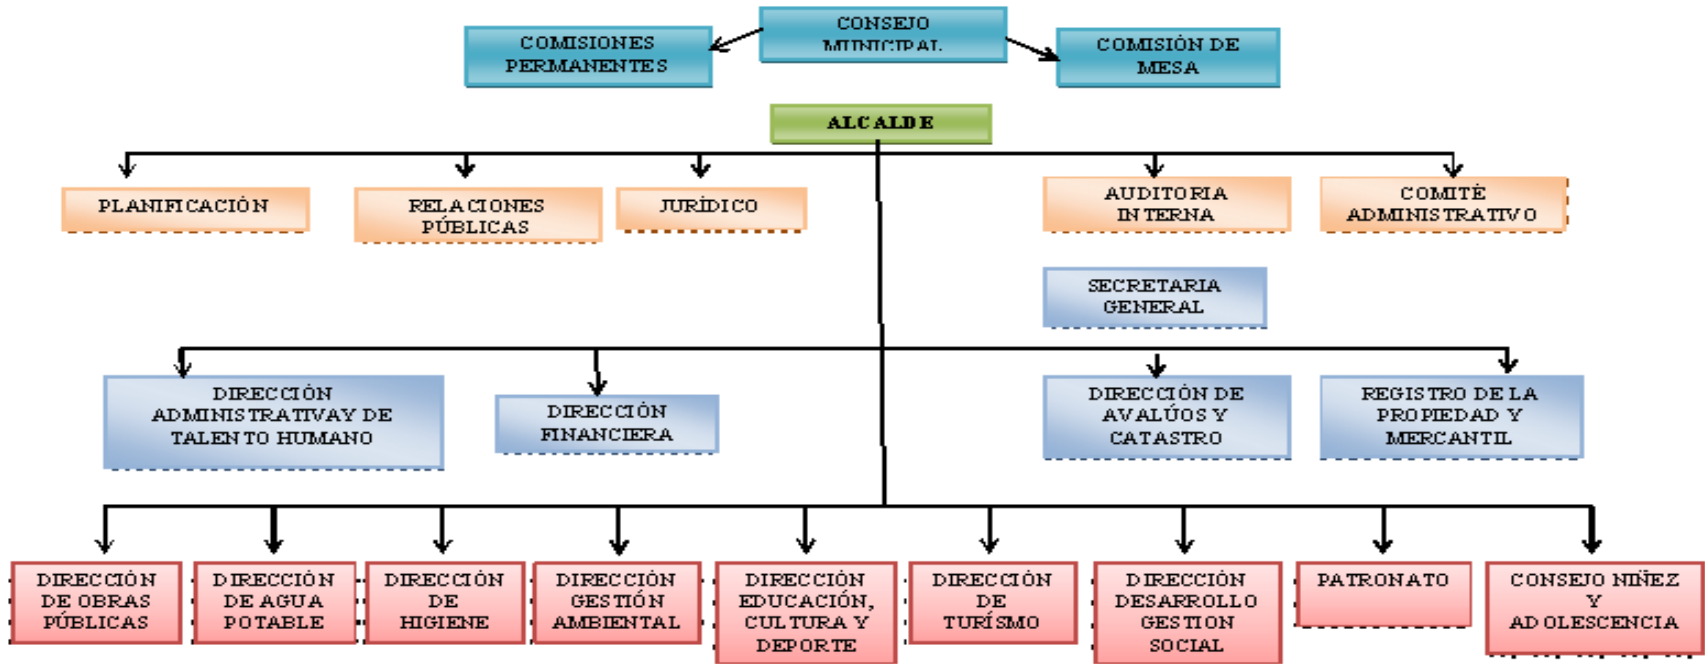 CONSEJO
MUNICIPAL
COMISIONES
PERMANENTES
COMISIÓN DE
MESA
ALCALDE
PLANIFICACIÓN
RELACIONES
PÚBLICAS
JURÍDICO
AUDITORIA
INTERNA
COMITÉ
ADMINISTRATIVO
SECRETARIA
GENERAL
DIRECCIÓN
ADMINISTRATIVAY DE
TALENTO HUMANO
DIRECCIÓN
FINANCIERA
DIRECCIÓN DE
AVALÚOS Y
CATASTRO
REGISTRO DE LA
PROPIEDAD Y
MERCANTIL
DIRECCIÓN
DE OBRAS
PÚBLICAS
DIRECCIÓN
DE AGUA
POTABLE
DIRECCIÓN
DE
HIGIENE
DIRECCIÓN
GESTIÓN
AMBIENTAL
DIRECCIÓN
EDUCACIÓN,
CULTURA Y
DEPORTE
DIRECCIÓN
DE
TURÍSMO
DIRECCIÓN
DESARROLLO
GESTION
SOCIAL
PATRONATO
CONSEJO NIÑEZ
Y
ADOLESCENCIA